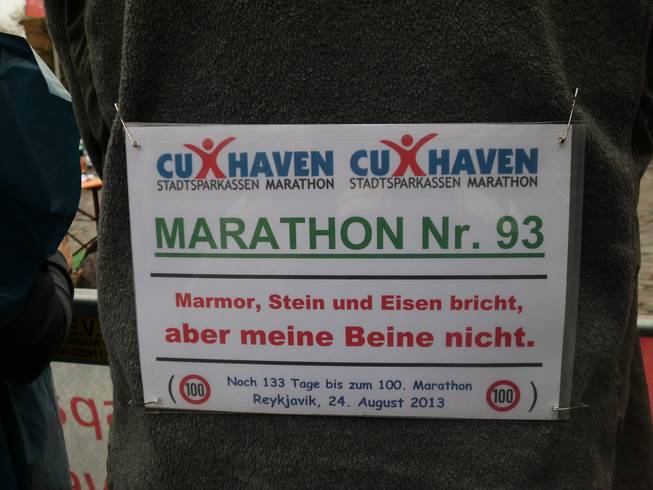 CUXHAVEN CUXHAVEN
STADTSPARKASSEN MARATHON STADTSPARKASSEN MARATHON
MARATHON Nr. 93
Marmor, Stein und Eisen bricht,
aber meine Beine nicht.
( 100 Noch 133 Tage bis zum 100. Marathon 100 )
Reykjavik, 24. August 2013